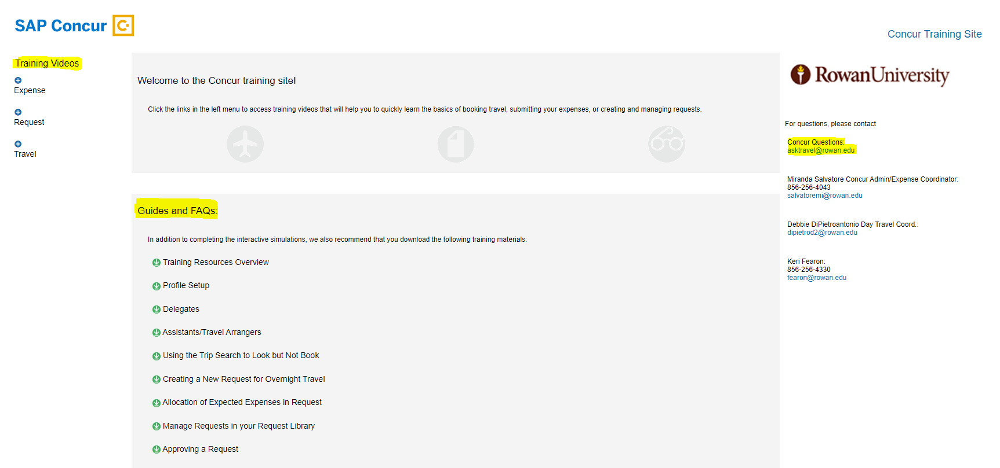 SAP Concur
Concur Training Site
Training Videos
Expense
Request
Travel
Welcome to the Concur training site!
Click the links in the left menu to access training videos that will help you to quickly learn the basics of booking travel, submitting your expenses, or creating and managing requests.
Guides and FAQs:
In addition to completing the interactive simulations, we also recommend that you download the following training materials:
Training Resources Overview
Profile Setup
Delegates
Assistants/Travel Arrangers
Using the Trip Search to Look but Not Book
Creating a New Request for Overnight Travel
Allocation of Expected Expenses in Request
Manage Requests in your Request Library
Approving a Request
Rowan University
For questions, please contact
Concur Questions:
asktravel@rowan.edu
Miranda Salvatore Concur Admin/Expense Coordinator:
856-256-4043
salvatoremi@rowan.edu
Debbie DiPietroantonio Day Travel Coord.:
dipietrod2@rowan.edu
Keri Fearon:
856-256-4330
fearon@rowan.edu